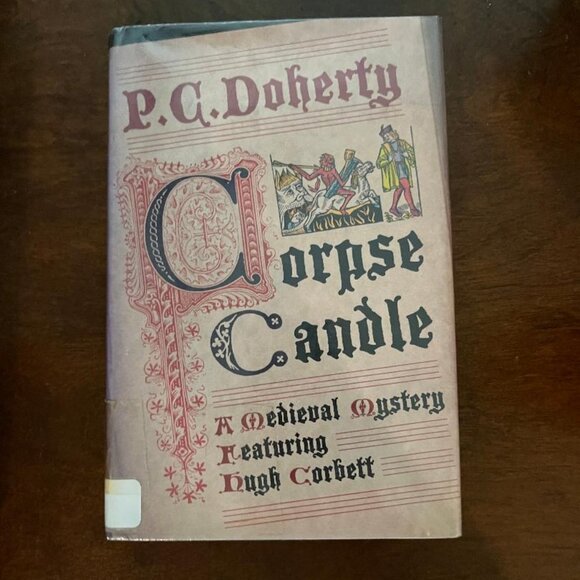 P.C.Doherty
Corpse
Candle
A Medieval Mystery
Featuring
Hugh Corbett